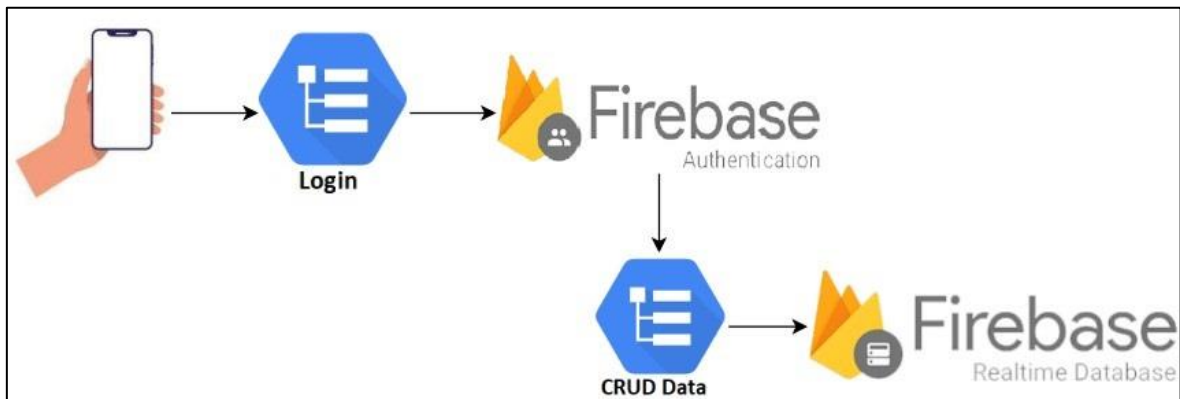 Login
Firebase
Authentication
CRUD Data
Firebase
Realtime Database